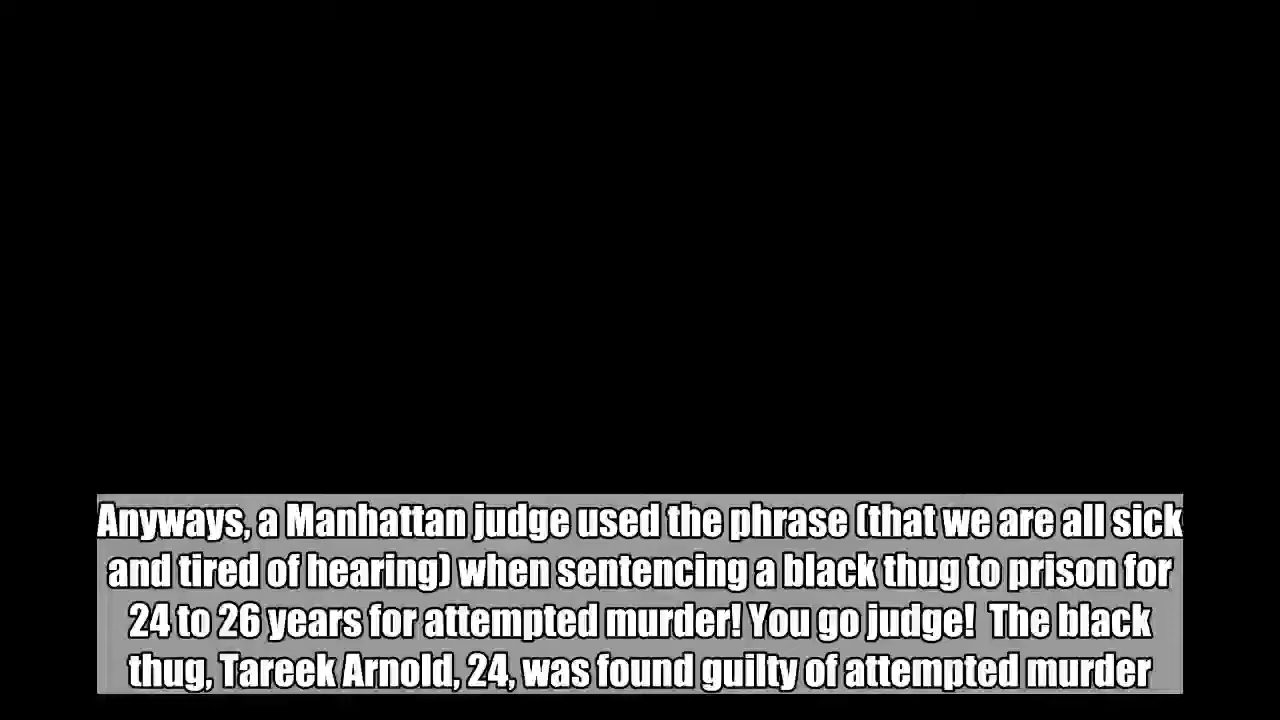 Anyways, a Manhattan judge used the phrase (that we are all sick
and tired of hearing) when sentencing a black thug to prison for
24 to 26 years for attempted murder! You go judge!  The black
thug, Tareek Arnold, 24, was found guilty of attempted murder